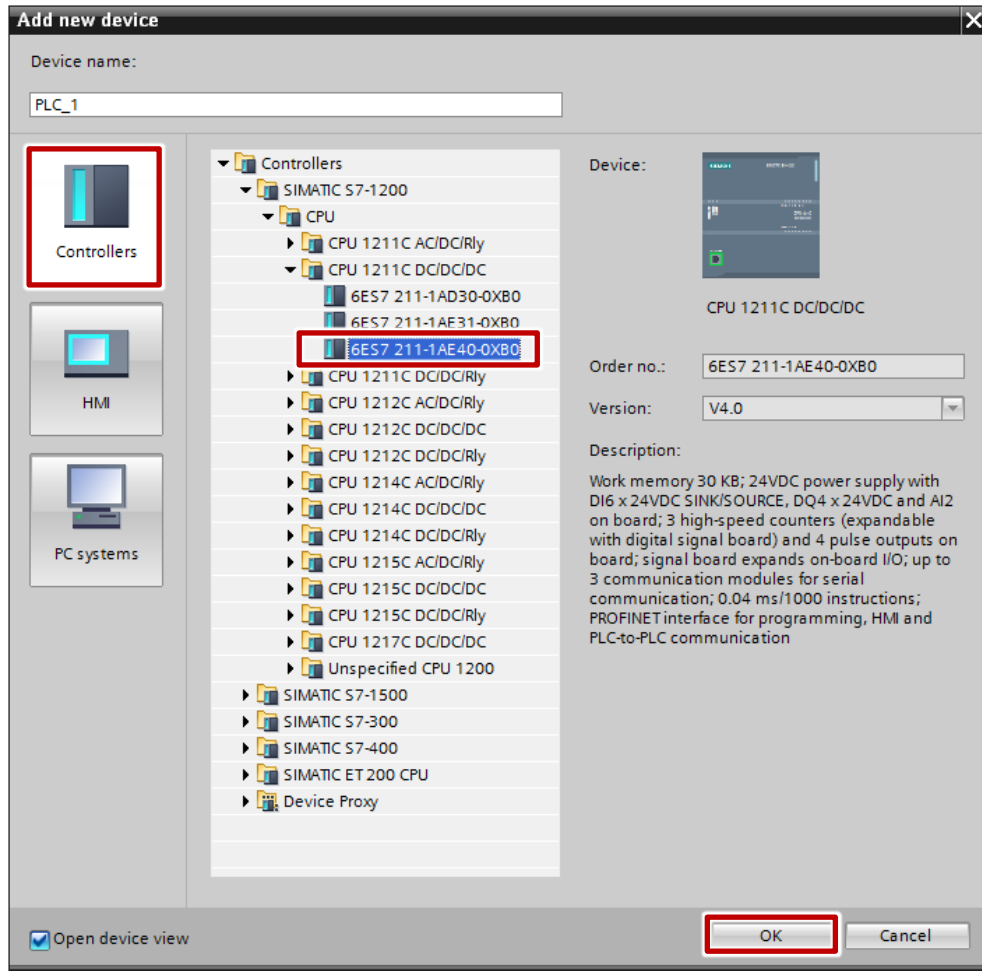 Add new device
Device name:
PLC_1
Controllers
HMI
PC systems
Controllers
SIMATIC S7-1200
CPU
CPU 1211C AC/DC/Rly
CPU 1211C DC/DC/DC
6ES7 211-1AD30-0XB0
6ES7 211-1AE31-0XB0
6ES7 211-1AE40-0XB0
CPU 1211C DC/DC/Rly
CPU 1212C AC/DC/Rly
CPU 1212C DC/DC/DC
CPU 1212C DC/DC/Rly
CPU 1214C AC/DC/Rly
CPU 1214C DC/DC/DC
CPU 1214C DC/DC/Rly
CPU 1215C AC/DC/Rly
CPU 1215C DC/DC/DC
CPU 1215C DC/DC/Rly
CPU 1217C DC/DC/DC
Unspecified CPU 1200
SIMATIC S7-1500
SIMATIC S7-300
SIMATIC S7-400
SIMATIC ET 200 CPU
Device Proxy
Device:
SIEMENS
CPU 1211C DC/DC/DC
Order no.: 6ES7 211-1AE40-0XB0
Version: V4.0
Description:
Work memory 30 KB; 24VDC power supply with
DI6 x 24VDC SINK/SOURCE, DQ4 x 24VDC and AI2
on board; 3 high-speed counters (expandable
with digital signal board) and 4 pulse outputs on
board; signal board expands on-board I/O; up to
3 communication modules for serial
communication; 0.04 ms/1000 instructions;
PROFINET interface for programming, HMI and
PLC-to-PLC communication
Open device view
OK
Cancel